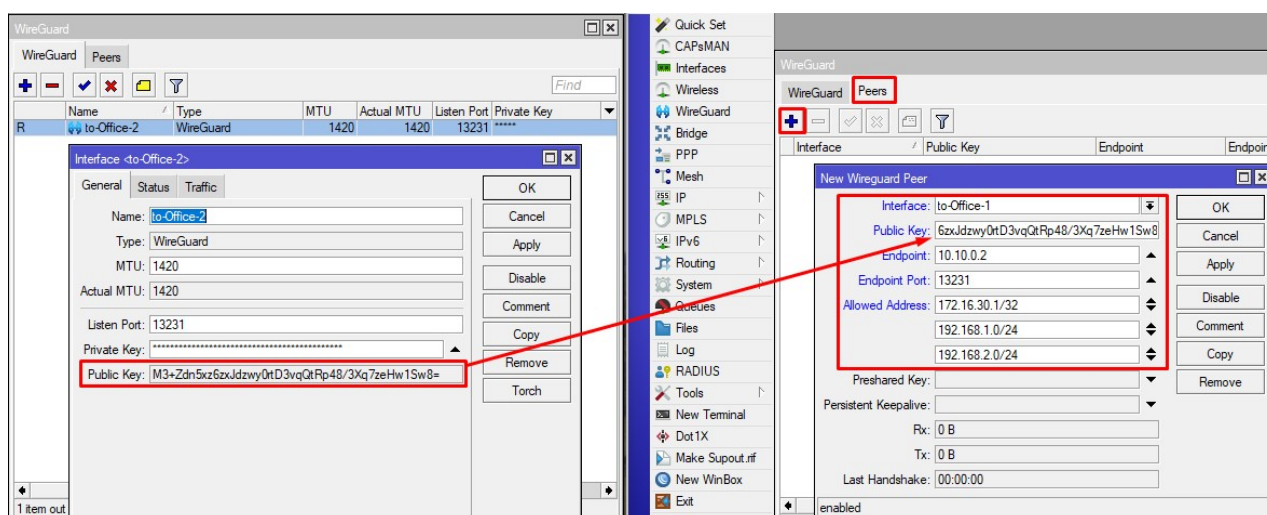 WireGuard
WireGuard Peers
Find
Name Type MTU Actual MTU Listen Port Private Key
R to-Office-2 WireGuard 1420 1420 13231 *****
Interface <to-Office-2>
General Status Traffic
Name: to-Office-2
Type: WireGuard
MTU: 1420
Actual MTU: 1420
Listen Port: 13231
Private Key: ********************************************
Public Key: M3+Zdn5xz6zxJdzwy0rtD3vqQtRp48/3Xq7zeHw1Sw8=
OK
Cancel
Apply
Disable
Comment
Copy
Remove
Torch
1 item out
Quick Set
CAPsMAN
Interfaces
Wireless
WireGuard
Bridge
PPP
Mesh
IP
MPLS
IPv6
Routing
System
Queues
Files
Log
RADIUS
Tools
New Terminal
Dot1X
Make Supout.rif
New WinBox
Exit
WireGuard
WireGuard Peers
Interface Public Key Endpoint Endpoin
New Wireguard Peer
Interface: to-Office-1
Public Key: 6zxJdzwy0rtD3vqQtRp48/3Xq7zeHw1Sw8
Endpoint: 10.10.0.2
Endpoint Port: 13231
Allowed Address: 172.16.30.1/32
192.168.1.0/24
192.168.2.0/24
Preshared Key:
Persistent Keepalive:
Rx: 0 B
Tx: 0 B
Last Handshake: 00:00:00
OK
Cancel
Apply
Disable
Comment
Copy
Remove
enabled